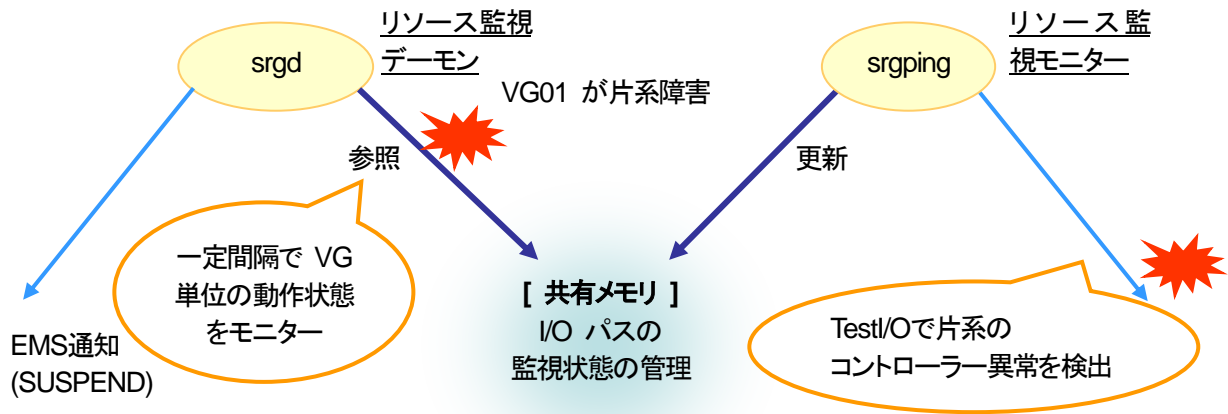 srgd
リソース監視
デーモン
srgping
リソース監
視モニター
VG01 が片系障害
参照
更新
一定間隔で VG
単位の動作状態
をモニター
[ 共有メモリ ]
I/O パスの
監視状態の管理
TestI/Oで片系の
コントローラー異常を検出
EMS通知
(SUSPEND)